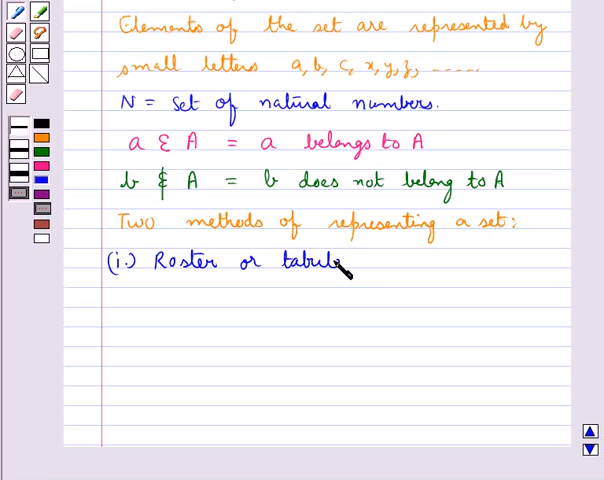 Elements of the set are represented by
small letters a, b, c, x, y, z, .....
N = set of natural numbers.
a ∈ A = a belongs to A
b ∉ A = b does not belong to A
Two methods of representing a set:
(i.) Roster or tabul